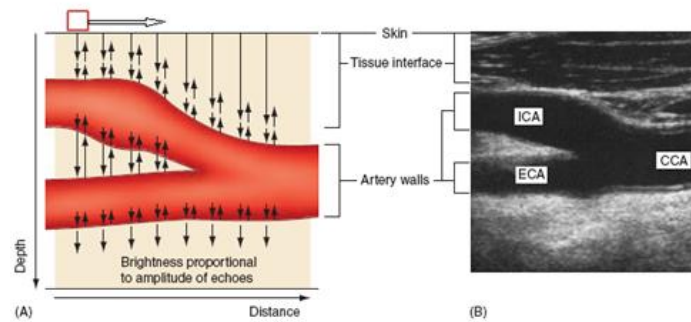 Skin
Tissue interface
ICA
CCA
ECA
Artery walls
Depth
Brightness proportional
to amplitude of echoes
(A)
Distance
(B)